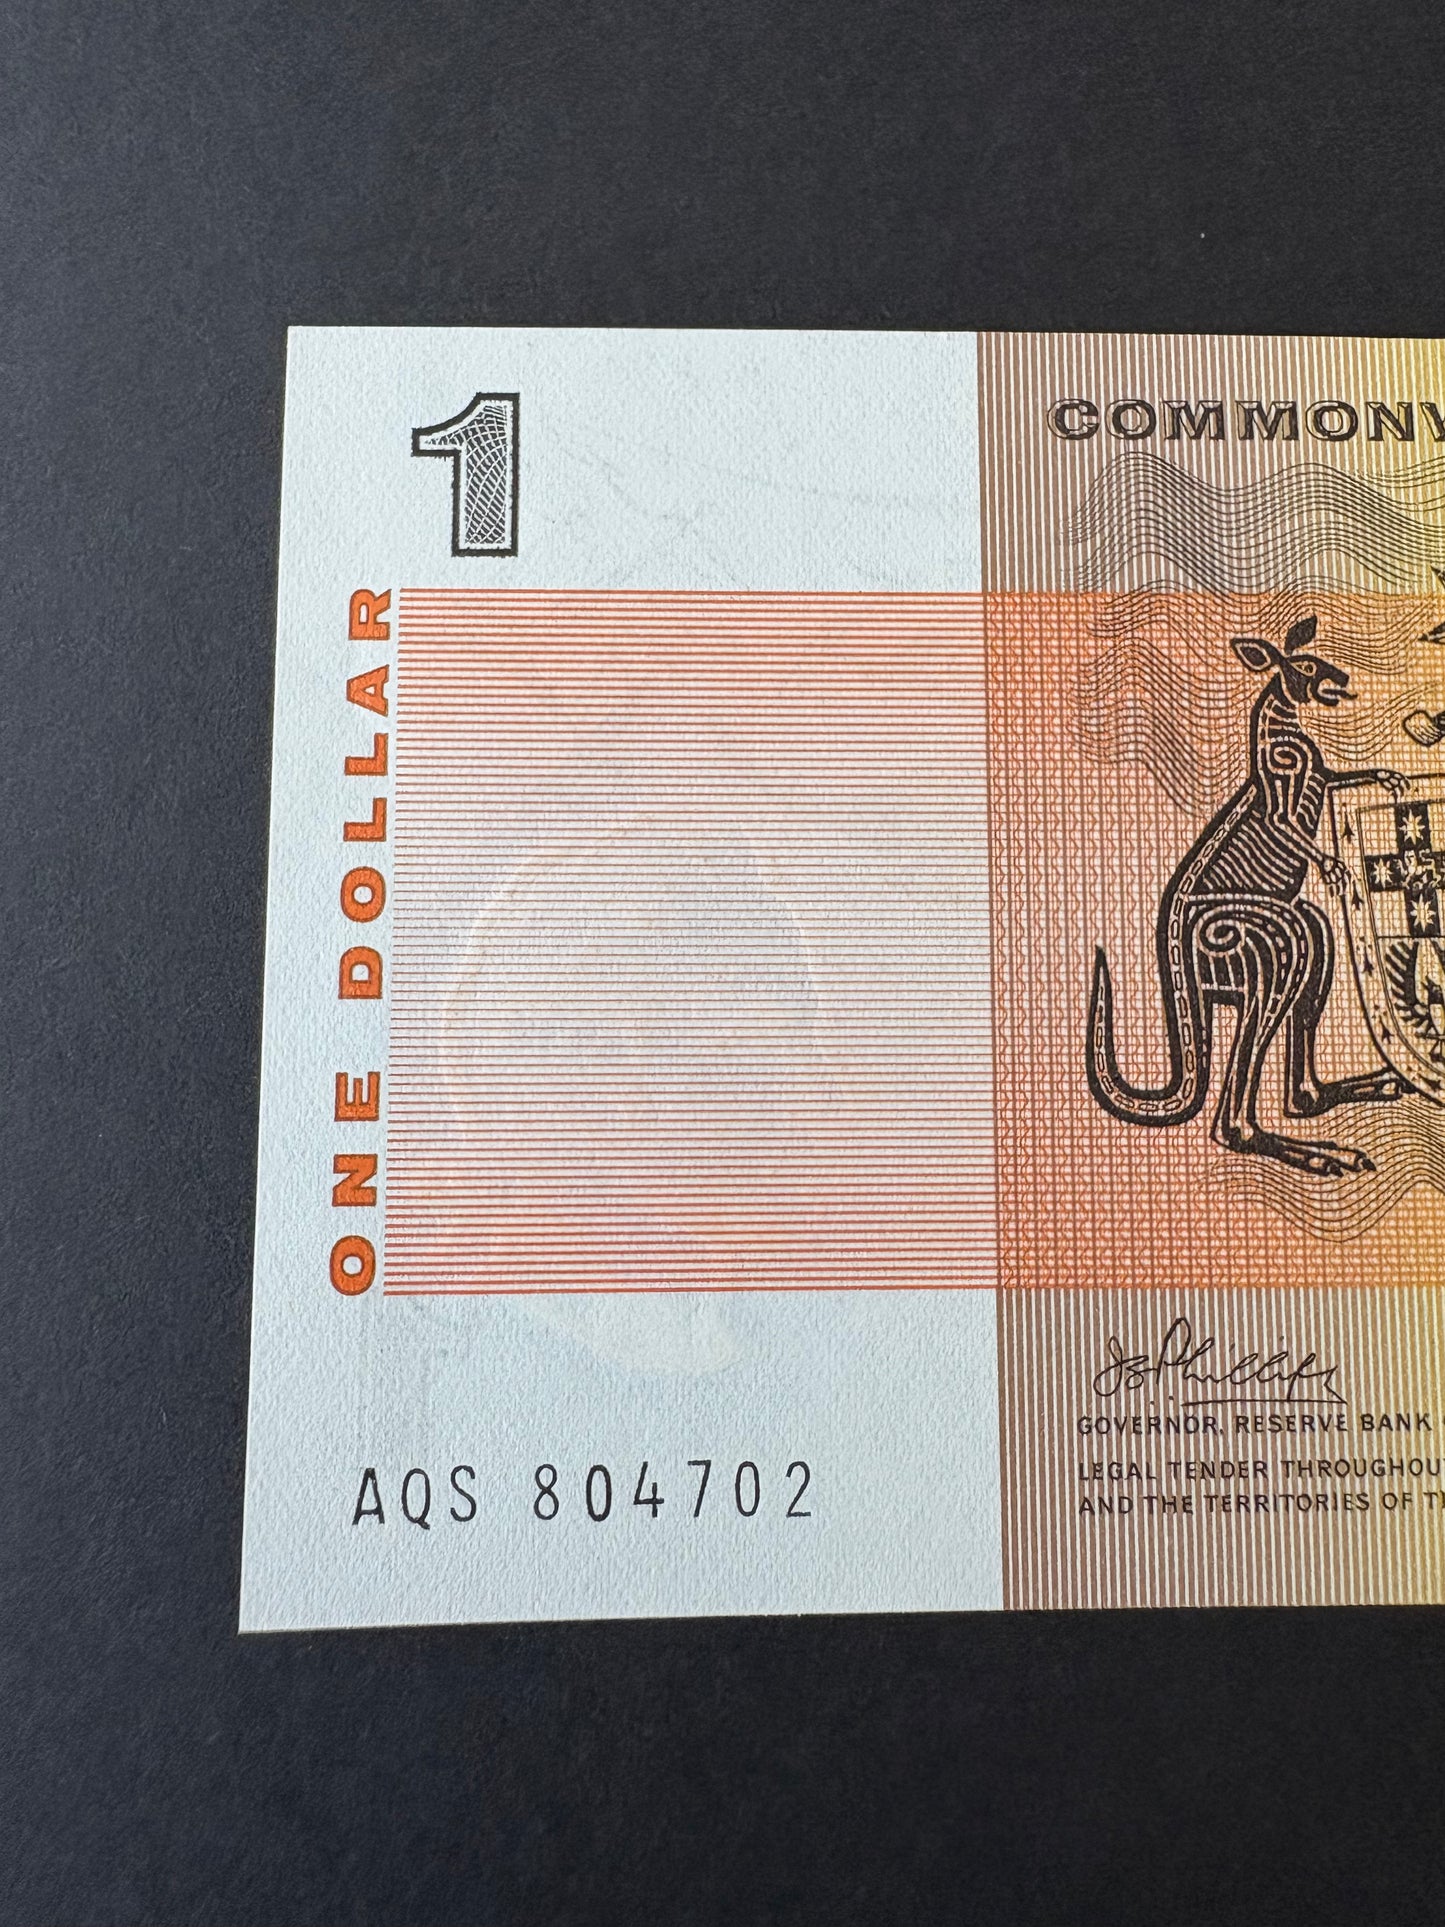 1
COMMONW
ONE DOLLAR
GOVERNOR, RESERVE BANK
LEGAL TENDER THROUGHOUT
AND THE TERRITORIES OF
AQS 804702